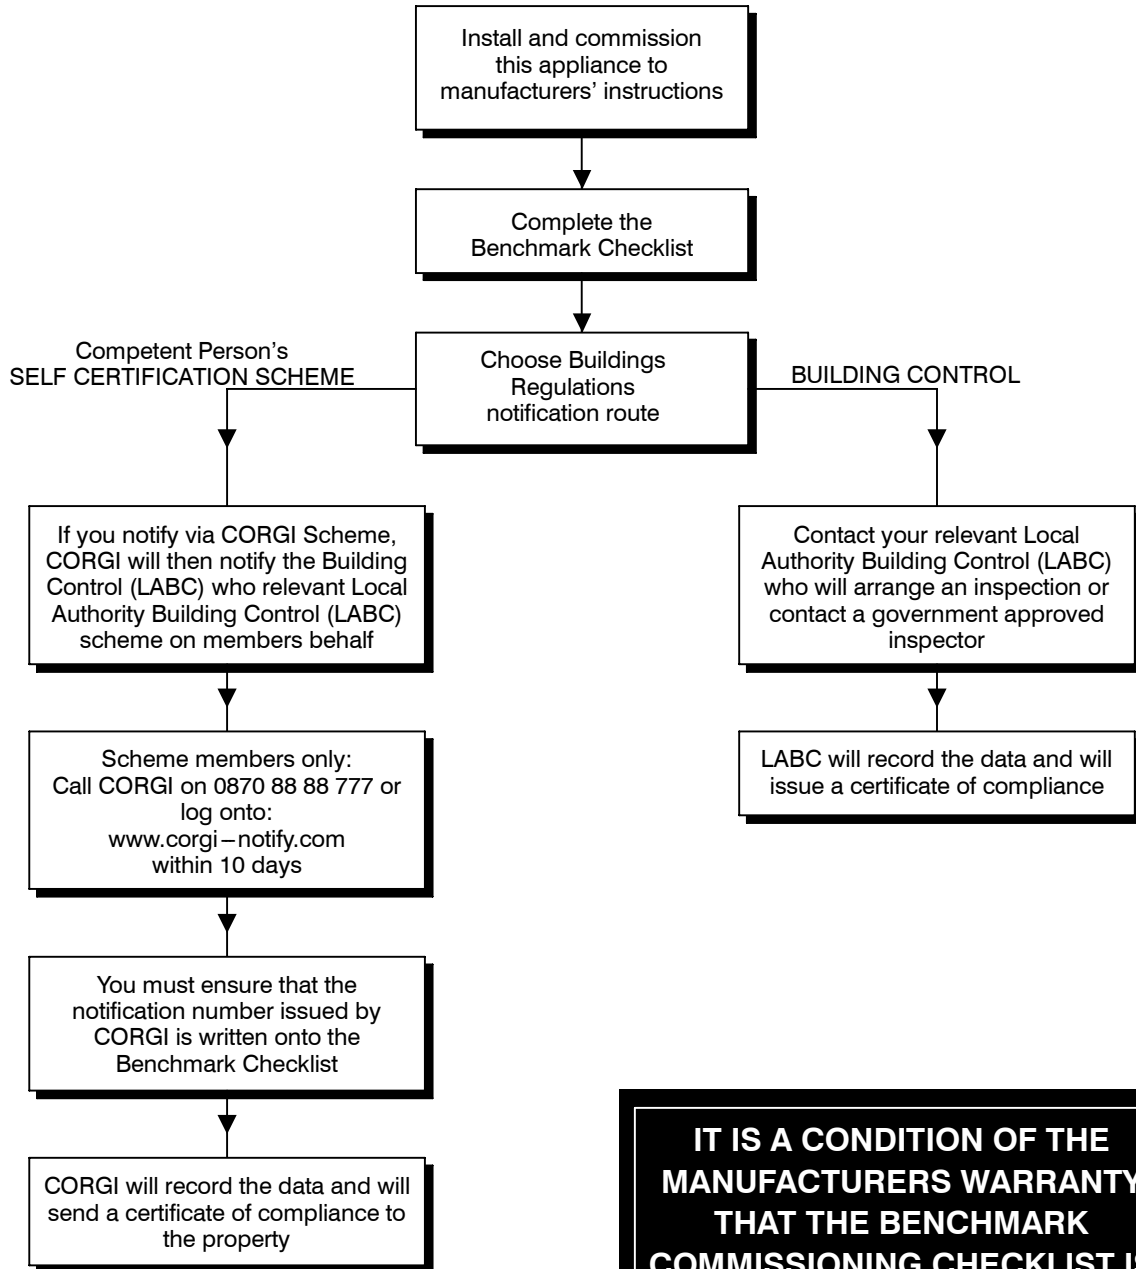 Install and commission
this appliance to
manufacturers’ instructions
Complete the
Benchmark Checklist
Choose Buildings
Regulations
notification route
Competent Person’s
SELF CERTIFICATION SCHEME
BUILDING CONTROL
If you notify via CORGI Scheme,
CORGI will then notify the Building
Control (LABC) who relevant Local
Authority Building Control (LABC)
scheme on members behalf
Contact your relevant Local
Authority Building Control (LABC)
who will arrange an inspection or
contact a government approved
inspector
Scheme members only:
Call CORGI on 0870 88 88 777 or
log onto:
www.corgi–notify.com
within 10 days
LABC will record the data and will
issue a certificate of compliance
You must ensure that the
notification number issued by
CORGI is written onto the
Benchmark Checklist
CORGI will record the data and will
send a certificate of compliance to
the property
IT IS A CONDITION OF THE
MANUFACTURERS WARRANTY
THAT THE BENCHMARK
COMMISSIONING CHECKLIST IS